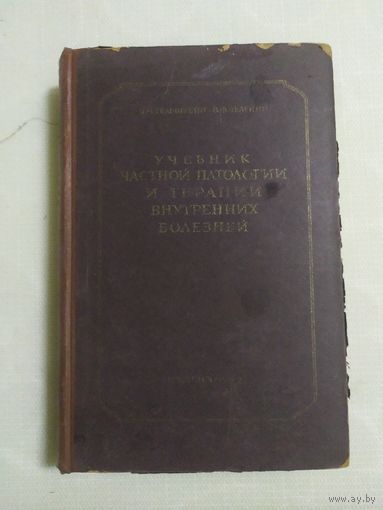 УЧЕБНИК
ЧАСТНОЙ ПАТОЛОГИИ
И ТЕРАПИИ
ВНУТРЕННИХ
БОЛЕЗНЕЙ
www.ay.by